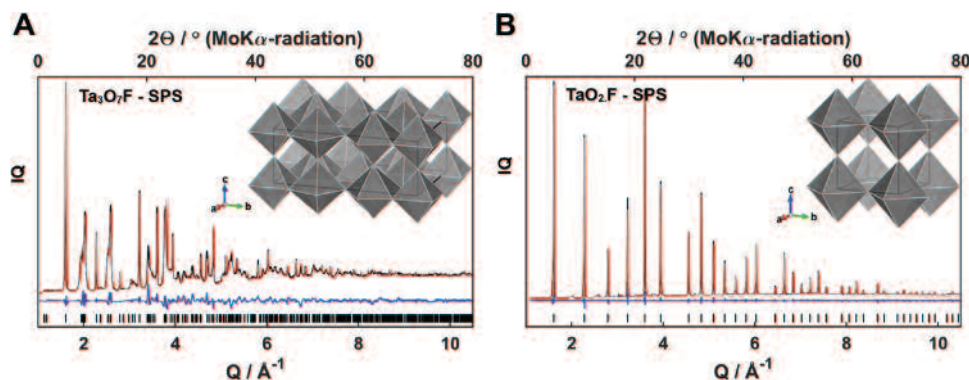 A
2Θ / ° (MoKα-radiation)
0 20 40 60 80
Ta₃O₇F - SPS
IQ
c
a b
2 4 6 8 10
Q / Å⁻¹
B
2Θ / ° (MoKα-radiation)
0 20 40 60 80
TaO₂F - SPS
IQ
c
a b
2 4 6 8 10
Q / Å⁻¹